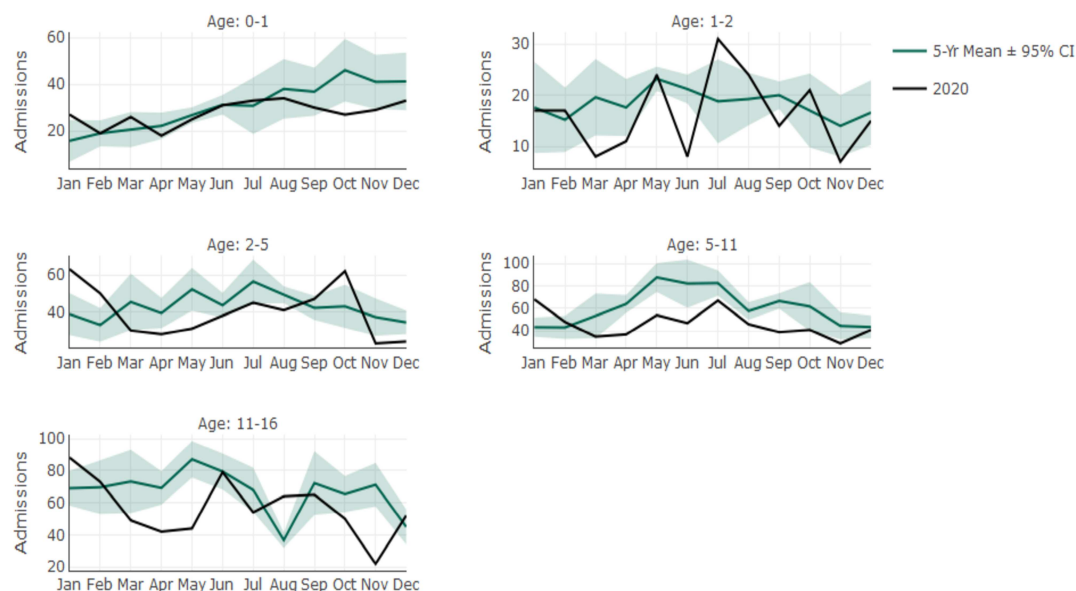 Age: 0-1
Admissions
60
40
20
Jan Feb Mar Apr May Jun Jul Aug Sep Oct Nov Dec
Age: 1-2
Admissions
30
20
10
Jan Feb Mar Apr May Jun Jul Aug Sep Oct Nov Dec
5-Yr Mean ± 95% CI
2020
Age: 2-5
Admissions
60
40
Jan Feb Mar Apr May Jun Jul Aug Sep Oct Nov Dec
Age: 5-11
Admissions
100
80
60
40
Jan Feb Mar Apr May Jun Jul Aug Sep Oct Nov Dec
Age: 11-16
Admissions
100
80
60
40
20
Jan Feb Mar Apr May Jun Jul Aug Sep Oct Nov Dec